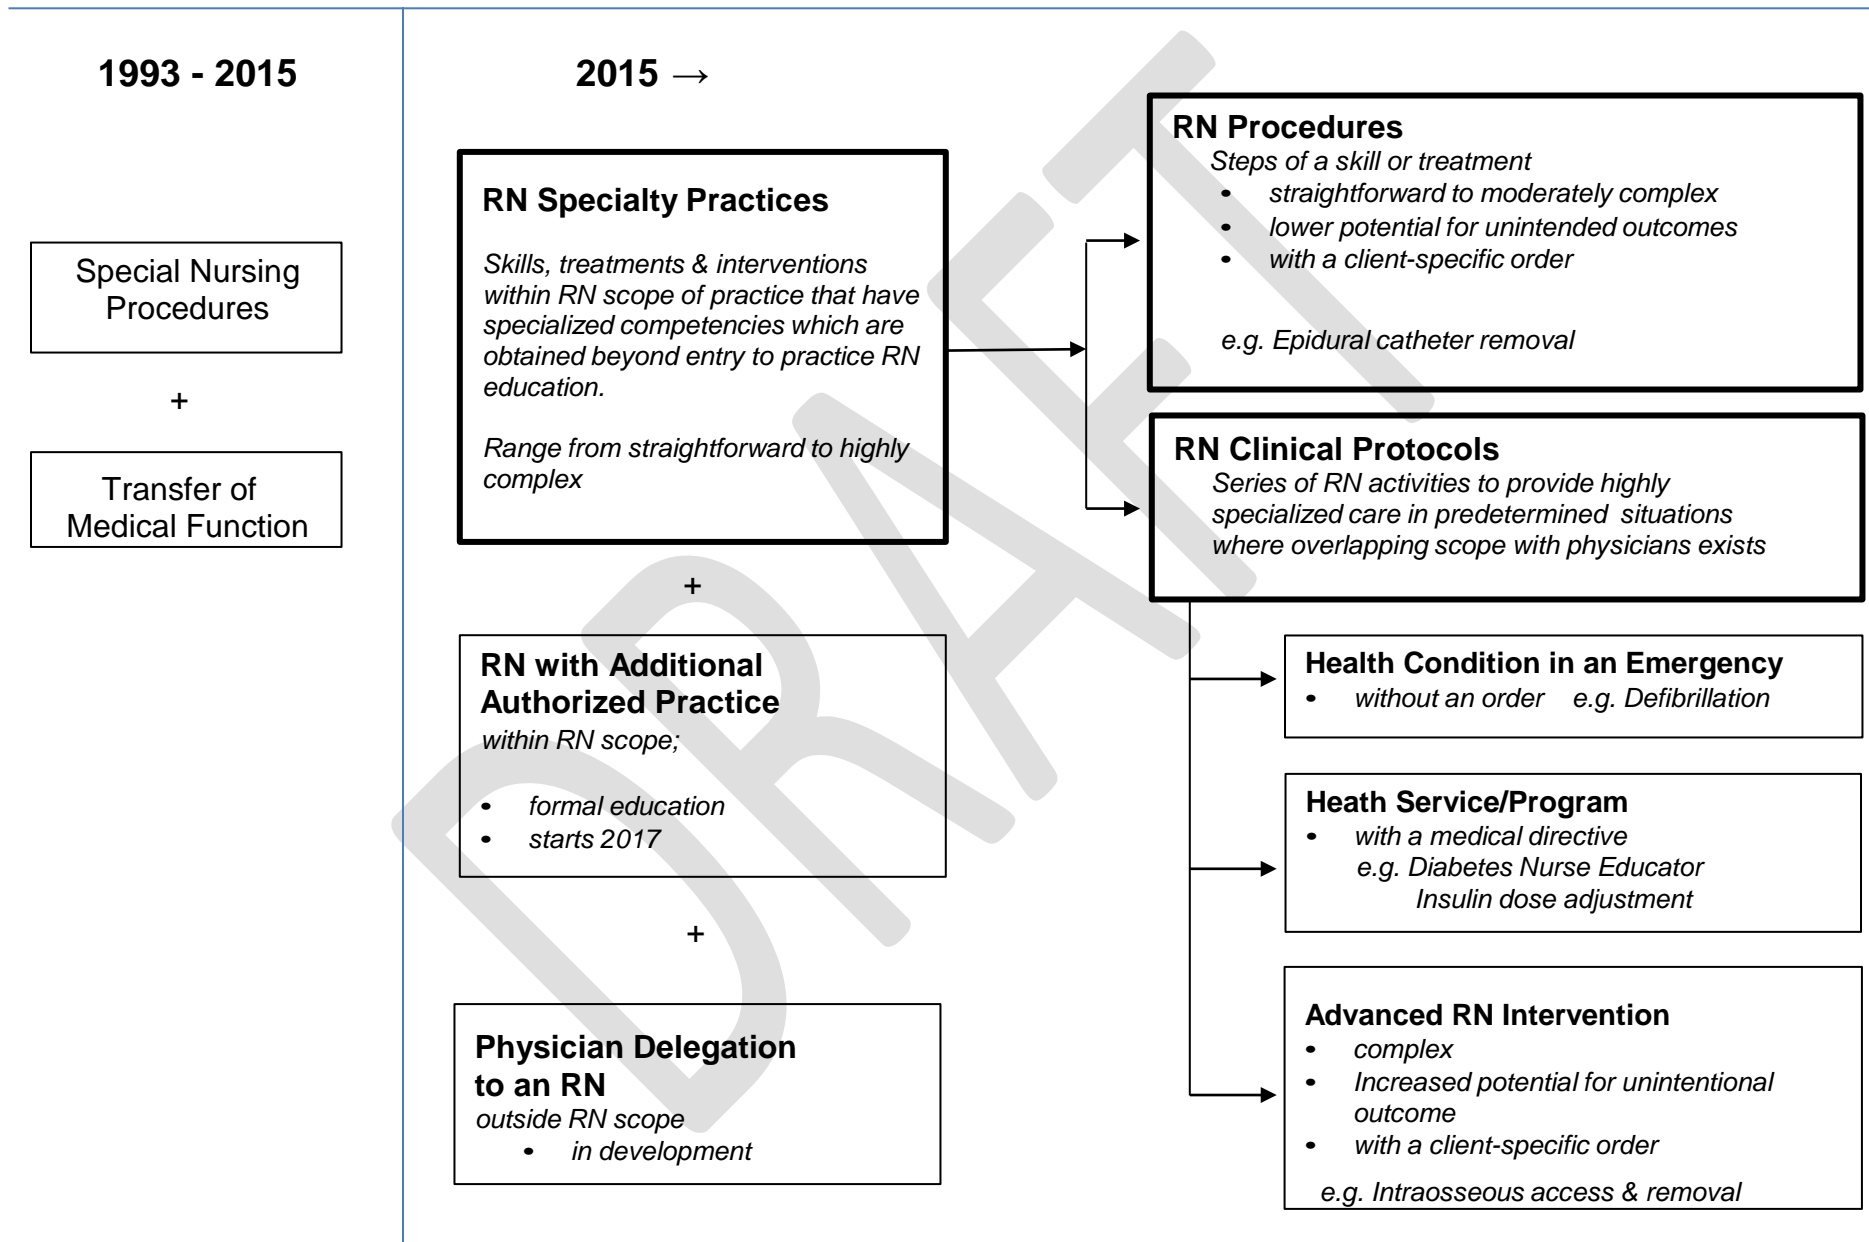 1993 - 2015
Special Nursing
Procedures
+
Transfer of
Medical Function
2015 →
RN Specialty Practices
Skills, treatments & interventions
within RN scope of practice that have
specialized competencies which are
obtained beyond entry to practice RN
education.
Range from straightforward to highly
complex
+
RN with Additional
Authorized Practice
within RN scope;
• formal education
• starts 2017
+
Physician Delegation
to an RN
outside RN scope
• in development
RN Procedures
Steps of a skill or treatment
• straightforward to moderately complex
• lower potential for unintended outcomes
• with a client-specific order
e.g. Epidural catheter removal
RN Clinical Protocols
Series of RN activities to provide highly
specialized care in predetermined situations
where overlapping scope with physicians exists
Health Condition in an Emergency
• without an order e.g. Defibrillation
Heath Service/Program
• with a medical directive
e.g. Diabetes Nurse Educator
Insulin dose adjustment
Advanced RN Intervention
• complex
• Increased potential for unintentional
outcome
• with a client-specific order
e.g. Intraosseous access & removal
DRAFT